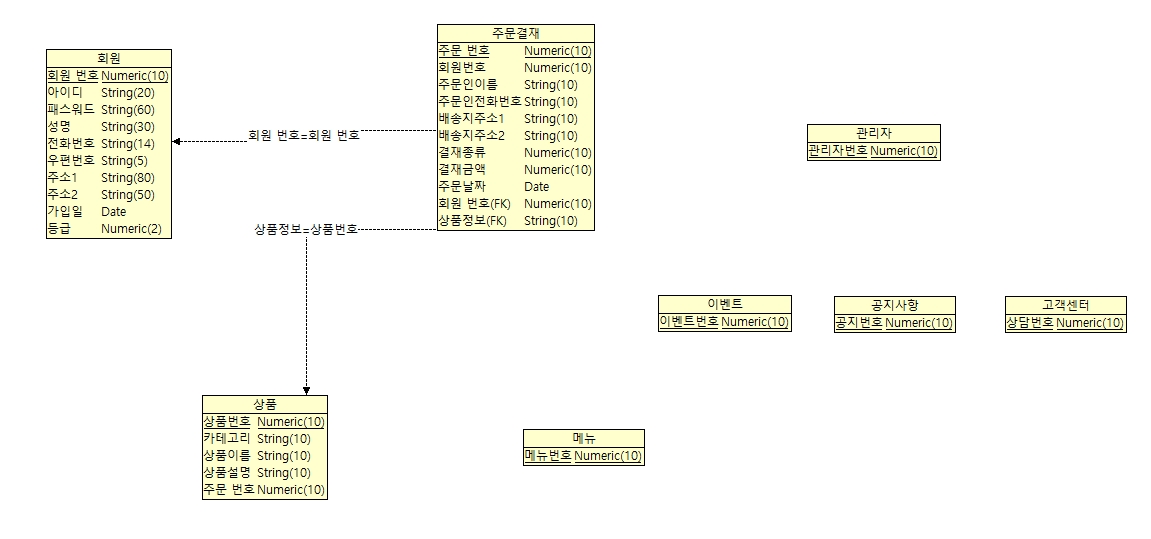 회원
회원 번호 Numeric(10)
아이디 String(20)
패스워드 String(60)
성명 String(30)
전화번호 String(14)
우편번호 String(5)
주소1 String(80)
주소2 String(50)
가입일 Date
등급 Numeric(2)
회원 번호=회원 번호
주문결재
주문 번호 Numeric(10)
회원번호 Numeric(10)
주문인이름 String(10)
주문인전화번호 String(10)
배송지주소1 String(10)
배송지주소2 String(10)
결재종류 Numeric(10)
결재금액 Numeric(10)
주문날짜 Date
회원 번호(FK) Numeric(10)
상품정보(FK) String(10)
상품정보=상품번호
관리자
관리자번호 Numeric(10)
이벤트
이벤트번호 Numeric(10)
공지사항
공지번호 Numeric(10)
고객센터
상담번호 Numeric(10)
상품
상품번호 Numeric(10)
카테고리 String(10)
상품이름 String(10)
상품설명 String(10)
주문 번호 Numeric(10)
메뉴
메뉴번호 Numeric(10)